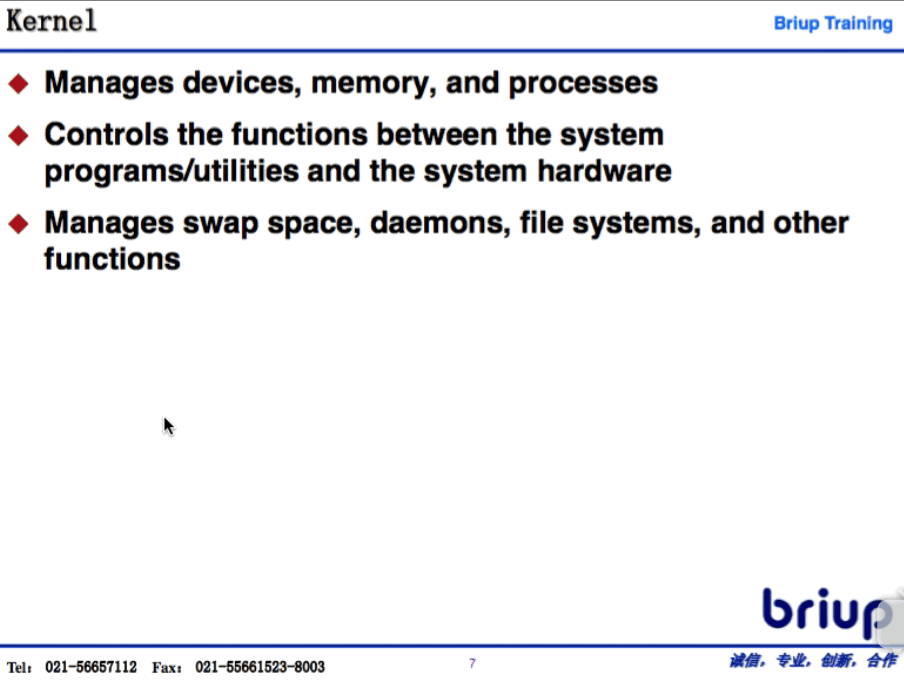 Kernel
Briup Training
Manages devices, memory, and processes
Controls the functions between the system
programs/utilities and the system hardware
Manages swap space, daemons, file systems, and other
functions
briup
Tel: 021-56657112 Fax: 021-55661523-8003
7
诚信，专业，创新，合作